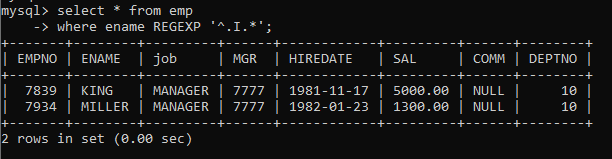 mysql> select * from emp
    -> where ename REGEXP '^.I.*';
+-------+--------+---------+------+------------+---------+------+--------+
| EMPNO | ENAME  | job     | MGR  | HIREDATE   | SAL     | COMM | DEPTNO |
+-------+--------+---------+------+------------+---------+------+--------+
|  7839 | KING   | MANAGER | 7777 | 1981-11-17 | 5000.00 | NULL |     10 |
|  7934 | MILLER | MANAGER | 7777 | 1982-01-23 | 1300.00 | NULL |     10 |
+-------+--------+---------+------+------------+---------+------+--------+
2 rows in set (0.00 sec)